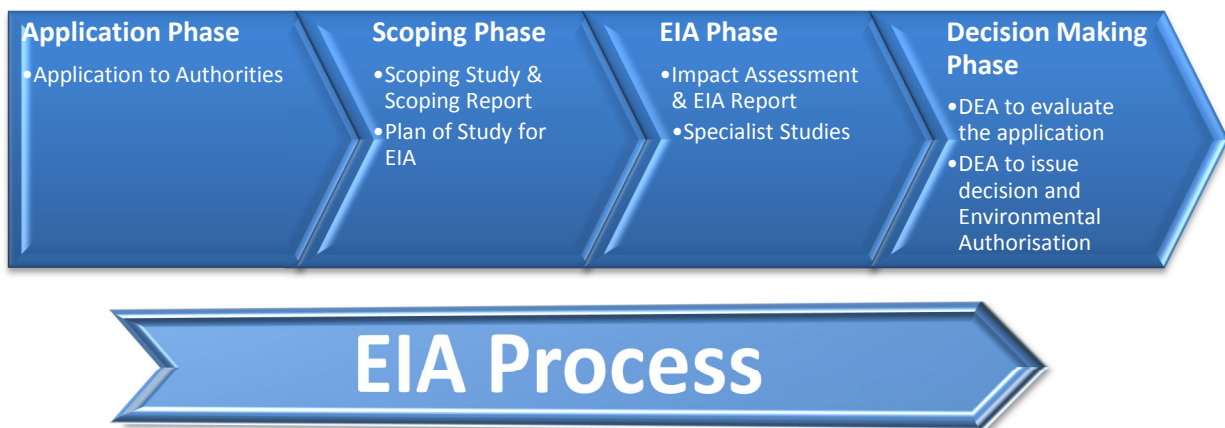 Application Phase
•Application to Authorities
Scoping Phase
•Scoping Study &
Scoping Report
•Plan of Study for
EIA
EIA Phase
•Impact Assessment
& EIA Report
•Specialist Studies
Decision Making
Phase
•DEA to evaluate
the application
•DEA to issue
decision and
Environmental
Authorisation
EIA Process